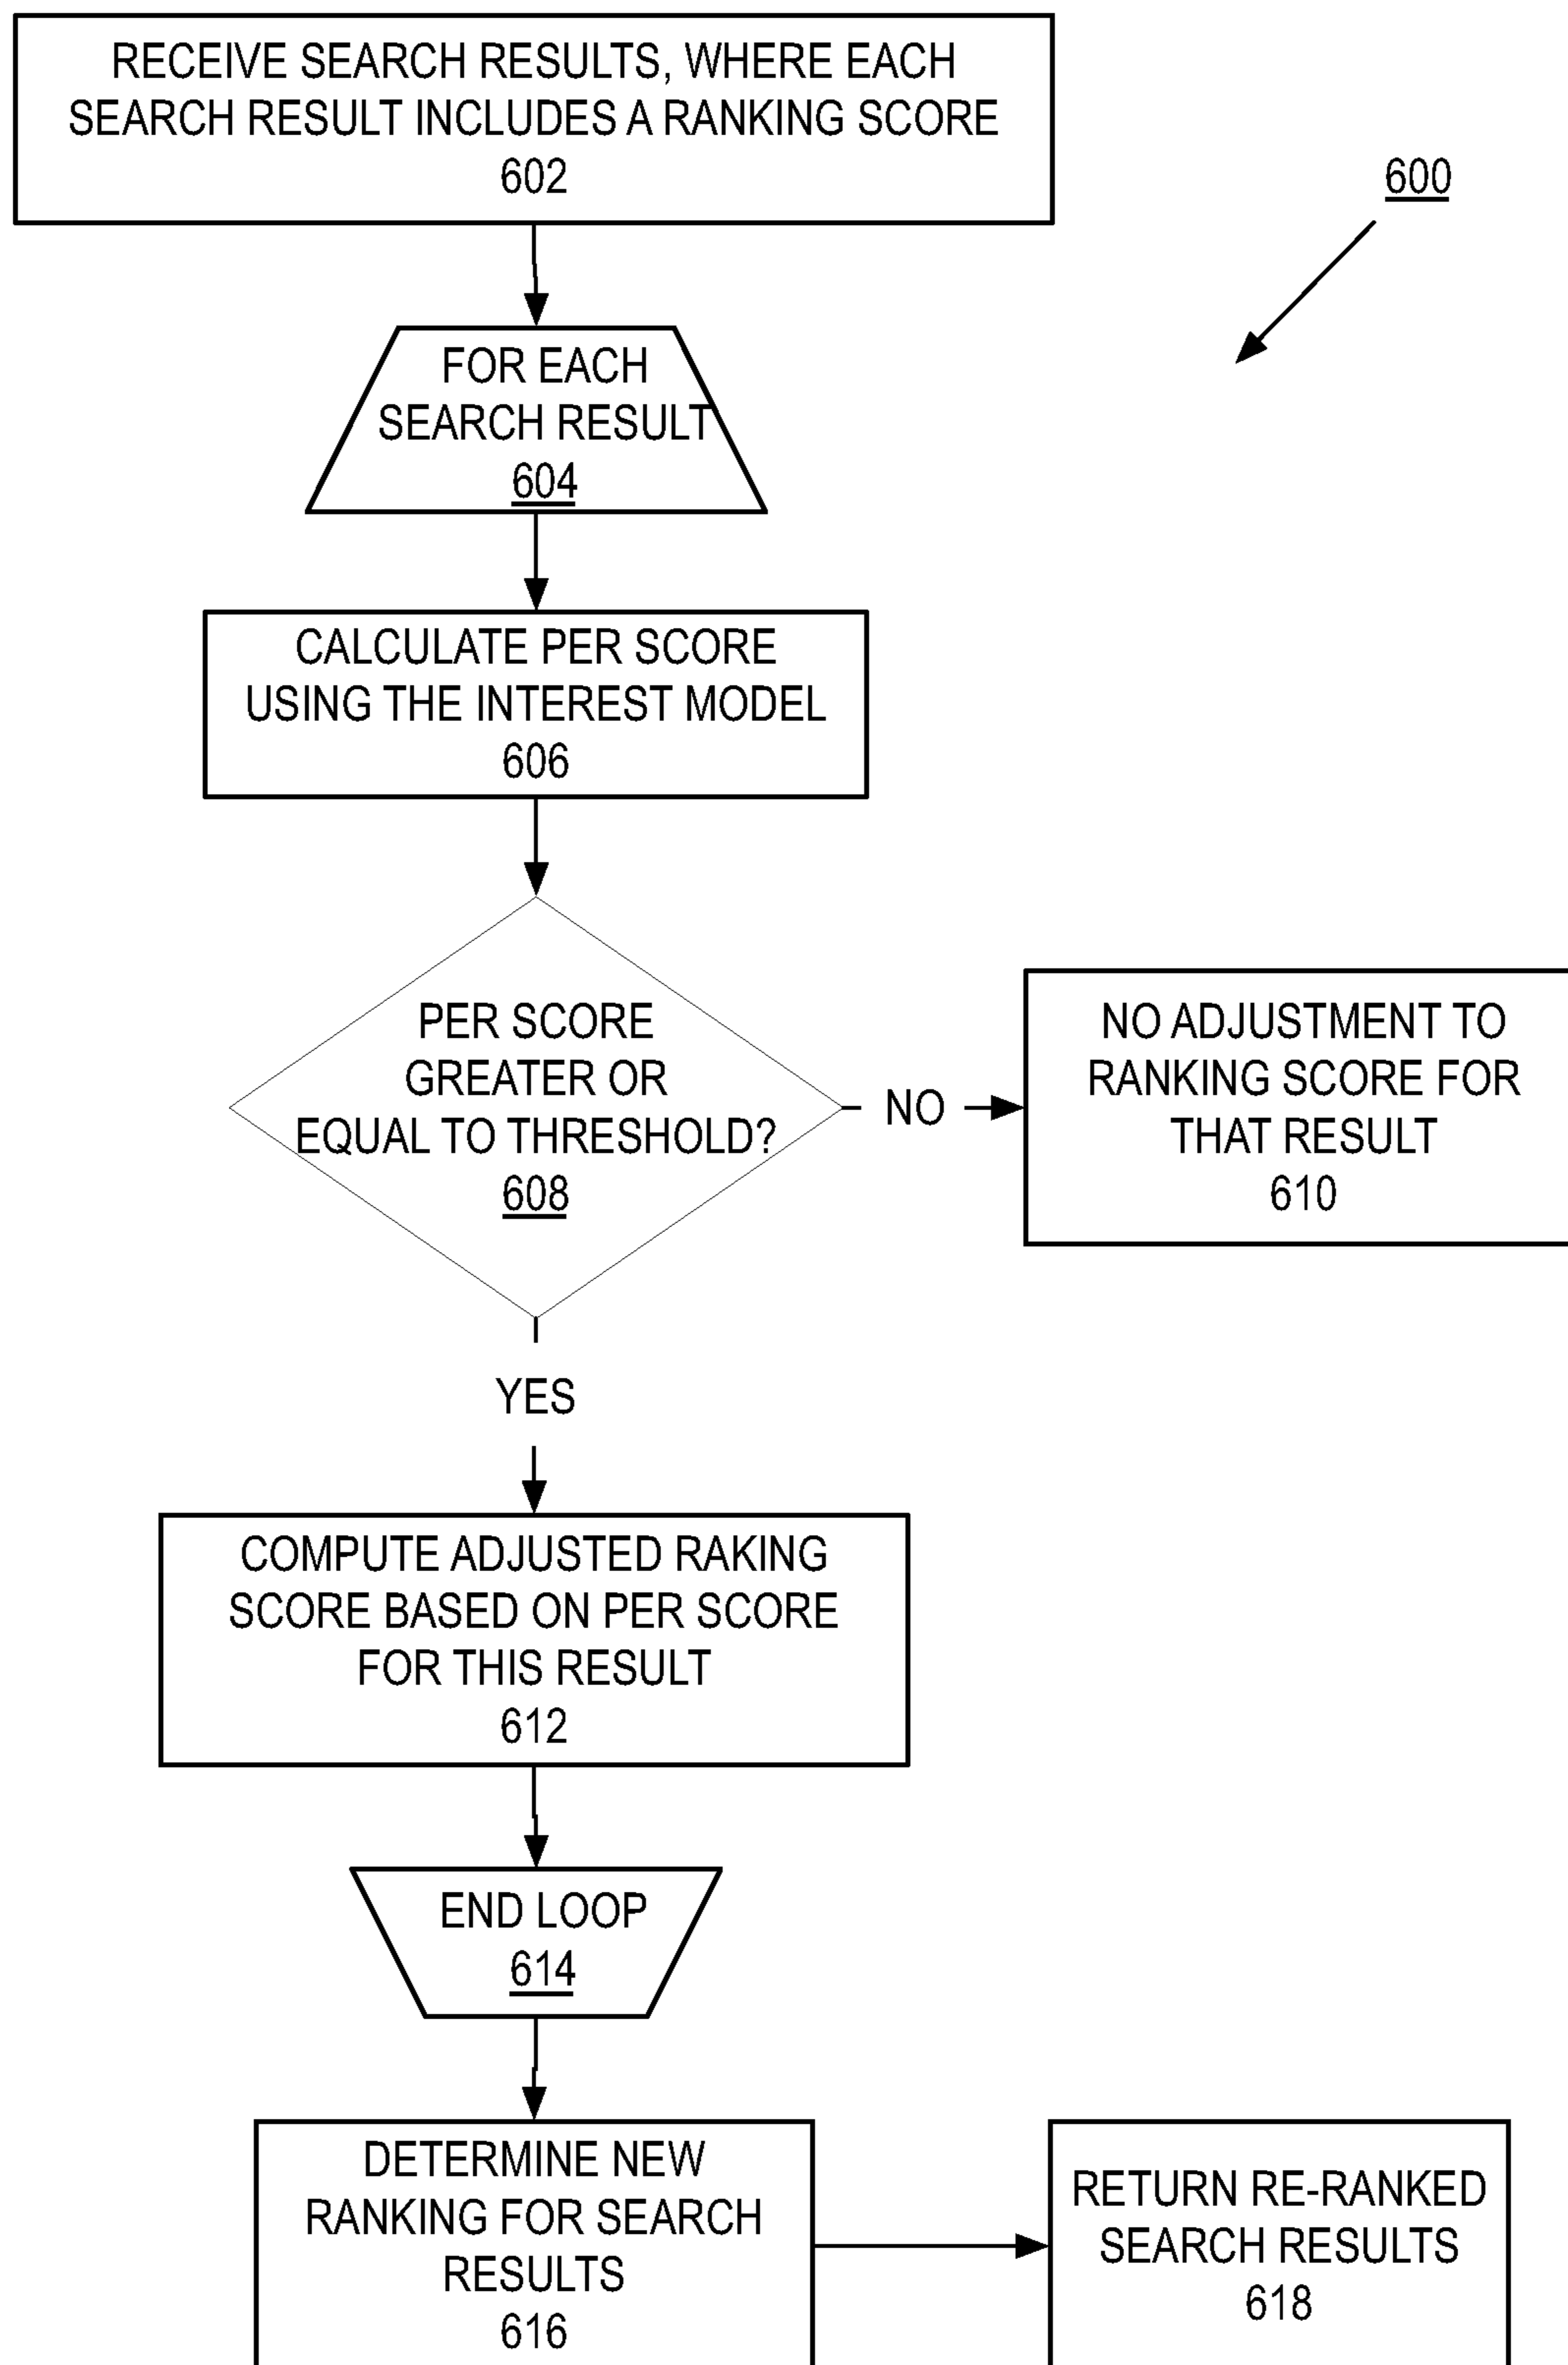 RECEIVE SEARCH RESULTS, WHERE EACH
SEARCH RESULT INCLUDES A RANKING SCORE
602
600
FOR EACH
SEARCH RESULT
604
CALCULATE PER SCORE
USING THE INTEREST MODEL
606
PER SCORE
GREATER OR
EQUAL TO THRESHOLD?
608
NO
NO ADJUSTMENT TO
RANKING SCORE FOR
THAT RESULT
610
YES
COMPUTE ADJUSTED RAKING
SCORE BASED ON PER SCORE
FOR THIS RESULT
612
END LOOP
614
DETERMINE NEW
RANKING FOR SEARCH
RESULTS
616
RETURN RE-RANKED
SEARCH RESULTS
618